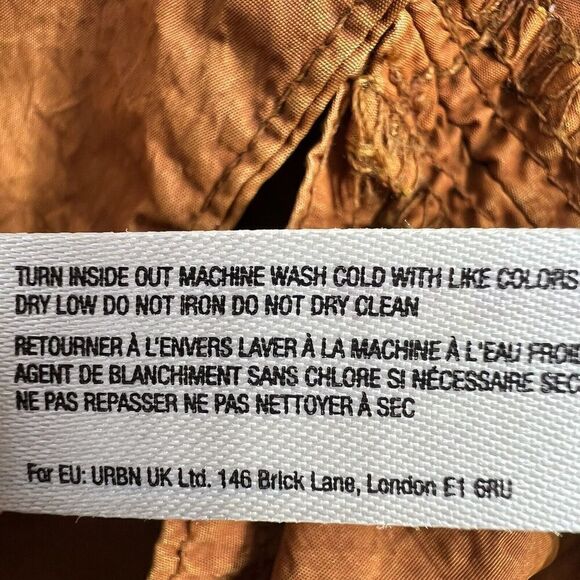 TURN INSIDE OUT MACHINE WASH COLD WITH LIKE COLORS
DRY LOW DO NOT IRON DO NOT DRY CLEAN
RETOURNER À L'ENVERS LAVER À LA MACHINE À L'EAU FROI
AGENT DE BLANCHIMENT SANS CHLORE SI NÉCESSAIRE SEC
NE PAS REPASSER NE PAS NETTOYER À SEC
For EU: URBN UK Ltd. 146 Brick Lane, London E1 6RU